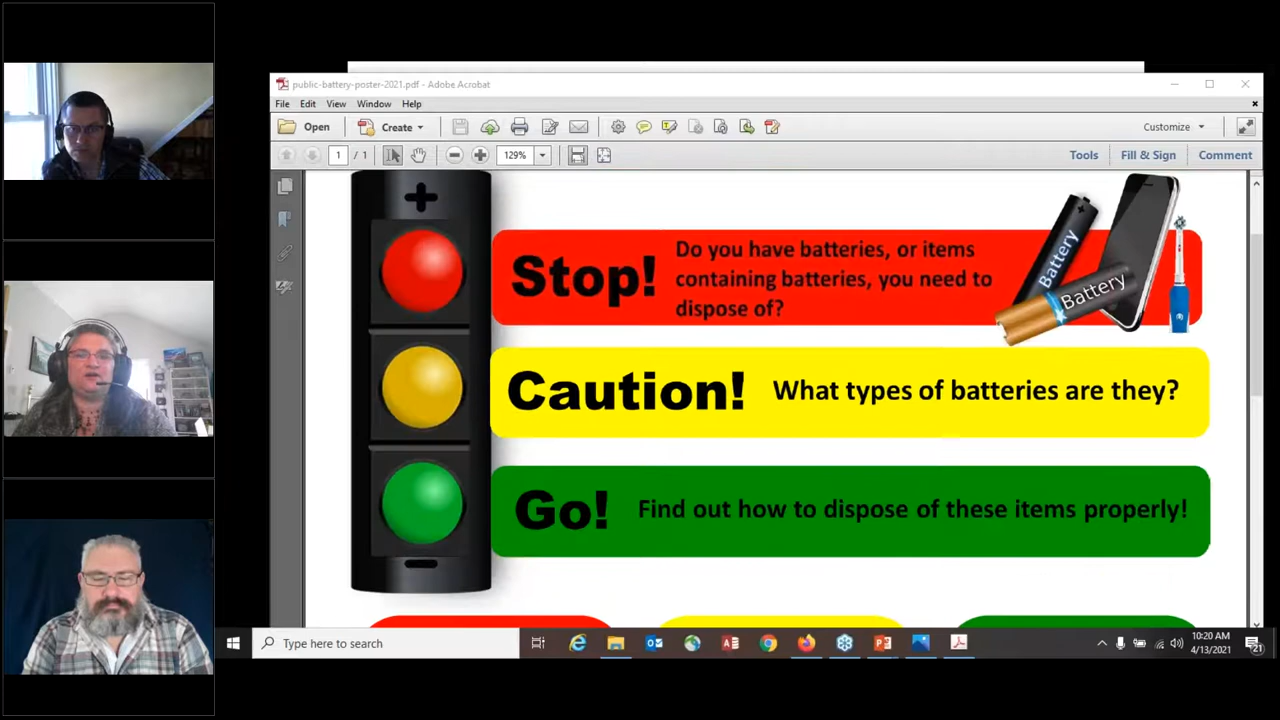 public-battery-poster-2021.pdf - Adobe Acrobat
File Edit View Window Help
Open Create Customize
1 / 1 129% Tools Fill & Sign Comment
+
Stop!
Do you have batteries, or items
containing batteries, you need to
dispose of?
Battery
Battery
Caution! What types of batteries are they?
Go! Find out how to dispose of these items properly!
Type here to search
10:20 AM
4/13/2021
21